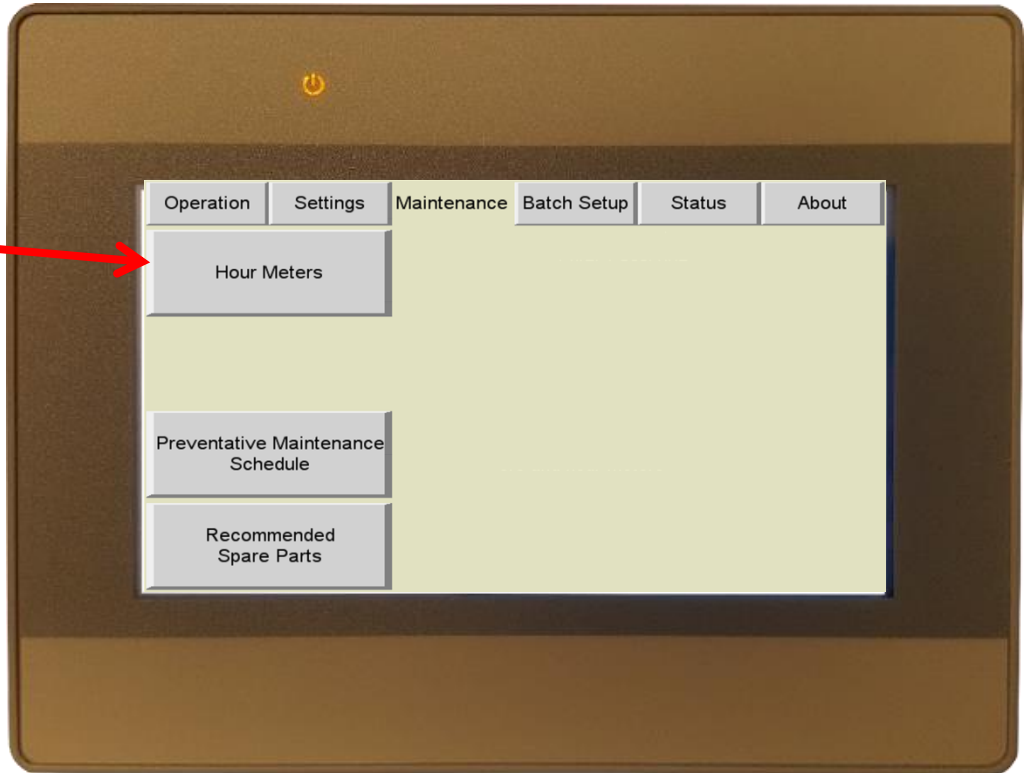 Operation Settings Maintenance Batch Setup Status About
Hour Meters
Preventative Maintenance
Schedule
Recommended
Spare Parts